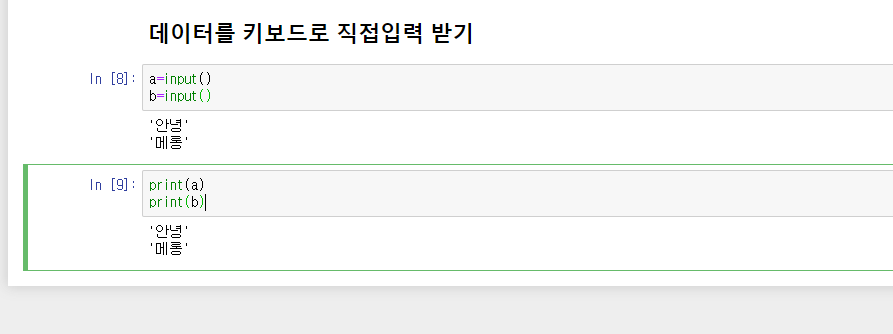 데이터를 키보드로 직접입력 받기
In [8]: a=input()
b=input()
'안녕'
'메롱'
In [9]: print(a)
print(b)
'안녕'
'메롱'